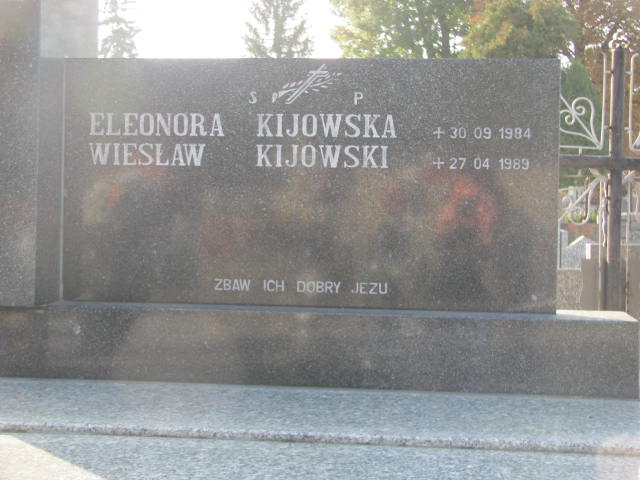 Ś P
ELEONORA KIJOWSKA + 30 09 1984
WIESŁAW KIJOWSKI + 27 04 1989
ZBAW ICH DOBRY JEZU